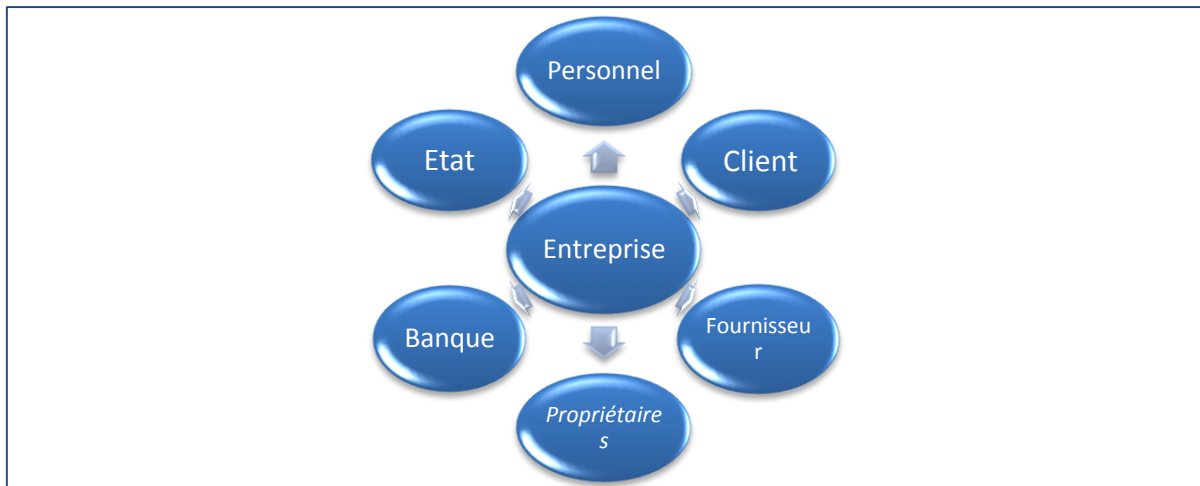 Personnel
Etat
Client
Entreprise
Banque
Fournisseu
r
Propriétaire
s